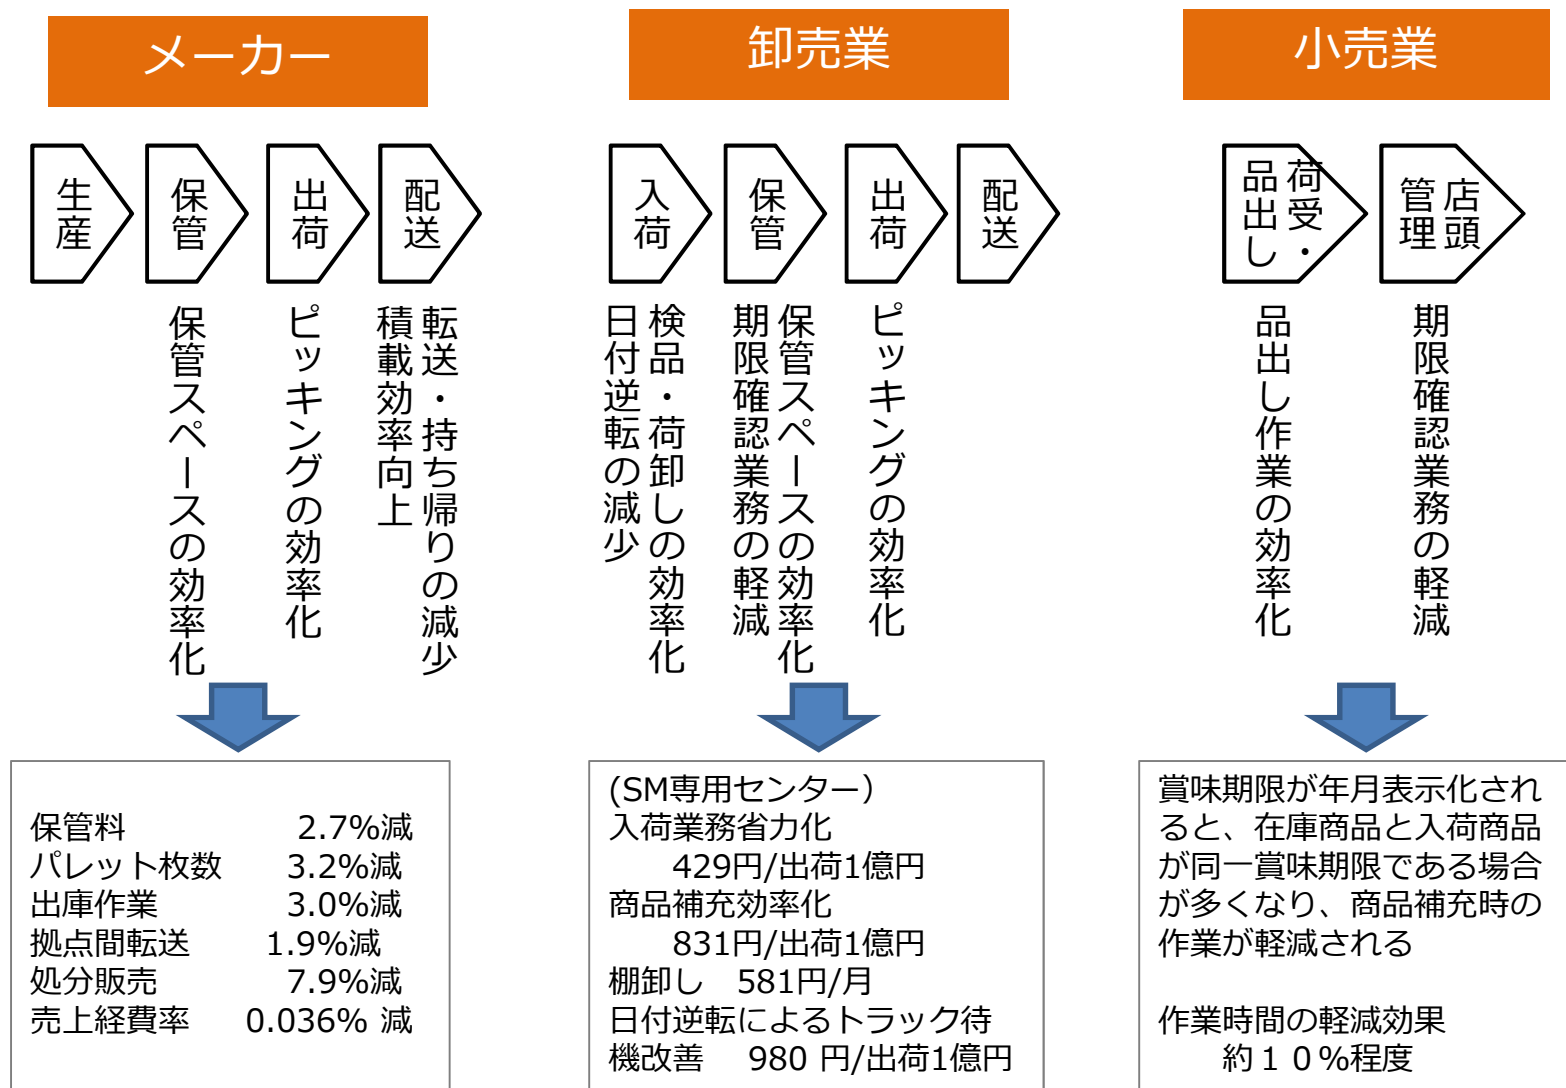 メーカー
生産
保管
出荷
配送
保管スペースの効率化
ピッキングの効率化
転送・持ち帰りの減少
積載効率向上
保管料 2.7%減
パレット枚数 3.2%減
出庫作業 3.0%減
拠点間転送 1.9%減
処分販売 7.9%減
売上経費率 0.036% 減
卸売業
入荷
保管
出荷
配送
検品・荷卸しの効率化
日付逆転の減少
保管スペースの効率化
期限確認業務の軽減
ピッキングの効率化
(SM専用センター）
入荷業務省力化
429円/出荷1億円
商品補充効率化
831円/出荷1億円
棚卸し 581円/月
日付逆転によるトラック待
機改善 980 円/出荷1億円
小売業
荷受・
品出し
店頭
管理
品出し作業の効率化
期限確認業務の軽減
賞味期限が年月表示化され
ると、在庫商品と入荷商品
が同一賞味期限である場合
が多くなり、商品補充時の
作業が軽減される
作業時間の軽減効果
約１０%程度